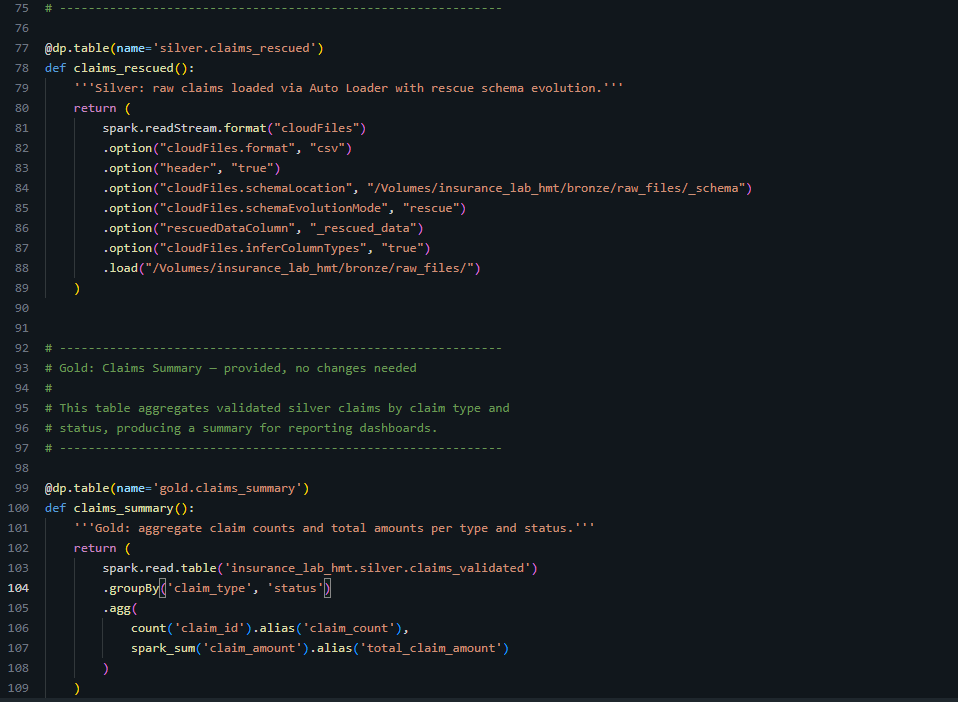 75 # --------------------------------------------------------------
76
77 @dp.table(name='silver.claims_rescued')
78 def claims_rescued():
79     '''Silver: raw claims loaded via Auto Loader with rescue schema evolution.'''
80     return (
81         spark.readStream.format("cloudFiles")
82         .option("cloudFiles.format", "csv")
83         .option("header", "true")
84         .option("cloudFiles.schemaLocation", "/Volumes/insurance_lab_hmt/bronze/raw_files/_schema")
85         .option("cloudFiles.schemaEvolutionMode", "rescue")
86         .option("rescuedDataColumn", "_rescued_data")
87         .option("cloudFiles.inferColumnTypes", "true")
88         .load("/Volumes/insurance_lab_hmt/bronze/raw_files/")
89     )
90
91
92 # --------------------------------------------------------------
93 # Gold: Claims Summary — provided, no changes needed
94 #
95 # This table aggregates validated silver claims by claim type and
96 # status, producing a summary for reporting dashboards.
97 # --------------------------------------------------------------
98
99 @dp.table(name='gold.claims_summary')
100 def claims_summary():
101     '''Gold: aggregate claim counts and total amounts per type and status.'''
102     return (
103         spark.read.table('insurance_lab_hmt.silver.claims_validated')
104         .groupBy('claim_type', 'status')
105         .agg(
106             count('claim_id').alias('claim_count'),
107             spark_sum('claim_amount').alias('total_claim_amount')
108         )
109     )